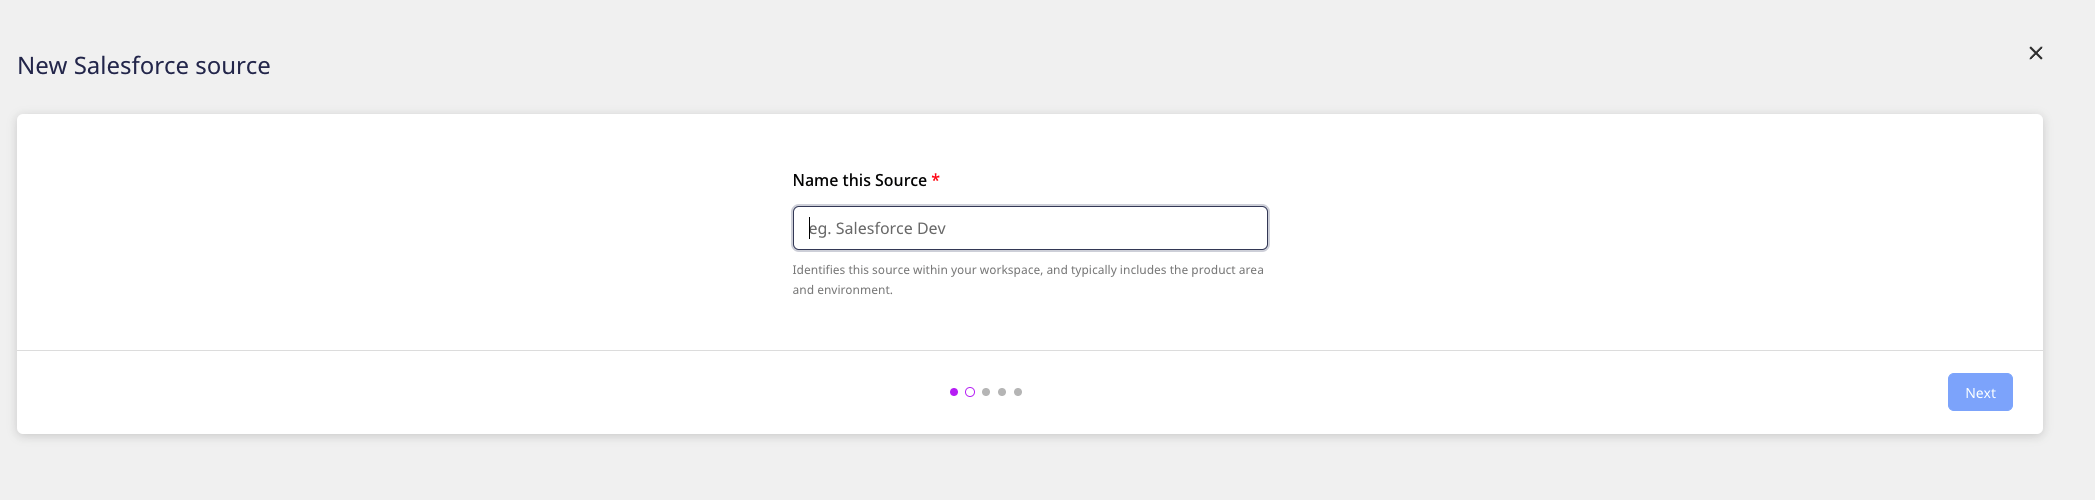 New Salesforce source
Name this Source *
eg. Salesforce Dev
Identifies this source within your workspace, and typically includes the product area
and environment.
Next